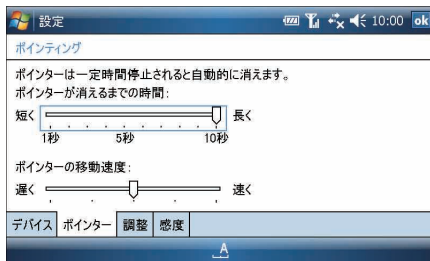 設定 10:00 ok
ポインティング
ポインターは一定時間停止されると自動的に消えます。
ポインターが消えるまでの時間:
短く 長く
1秒 5秒 10秒
ポインターの移動速度:
遅く 速く
デバイス ポインター 調整 感度
A